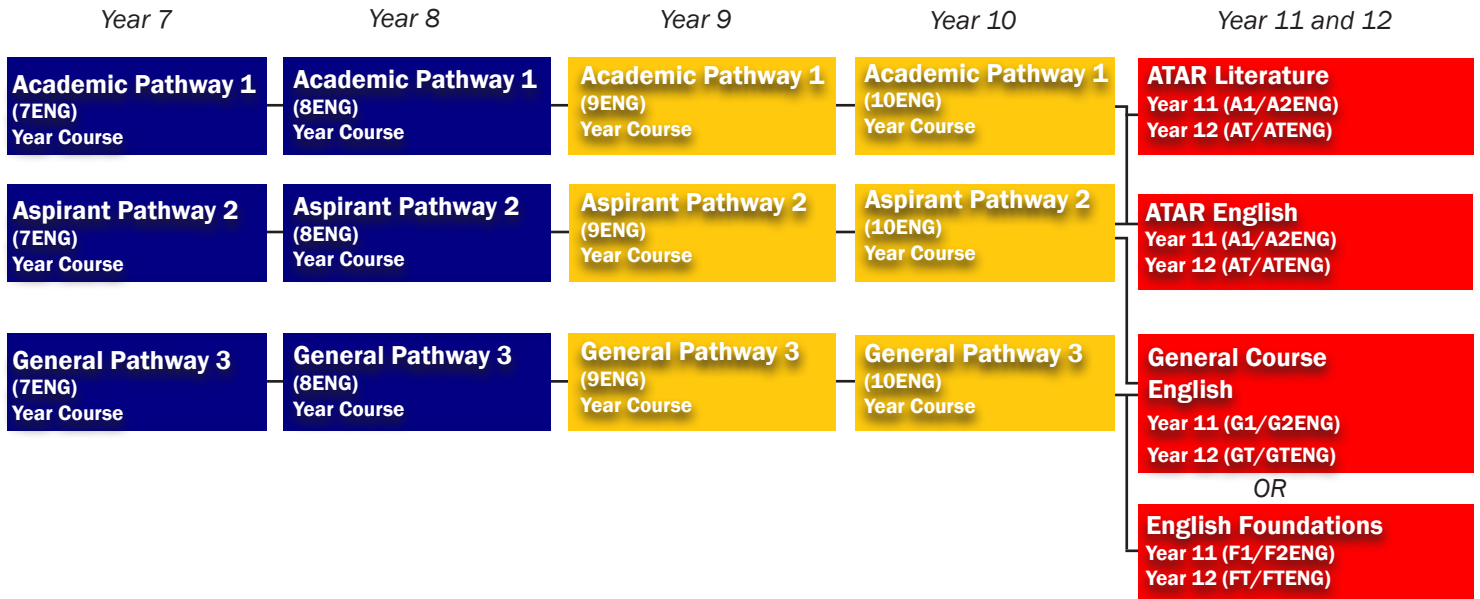 Year 7
Year 8
Year 9
Year 10
Year 11 and 12
Academic Pathway 1
(7ENG)
Year Course
Academic Pathway 1
(8ENG)
Year Course
Academic Pathway 1
(9ENG)
Year Course
Academic Pathway 1
(10ENG)
Year Course
ATAR Literature
Year 11 (A1/A2ENG)
Year 12 (AT/ATENG)
Aspirant Pathway 2
(7ENG)
Year Course
Aspirant Pathway 2
(8ENG)
Year Course
Aspirant Pathway 2
(9ENG)
Year Course
Aspirant Pathway 2
(10ENG)
Year Course
ATAR English
Year 11 (A1/A2ENG)
Year 12 (AT/ATENG)
General Pathway 3
(7ENG)
Year Course
General Pathway 3
(8ENG)
Year Course
General Pathway 3
(9ENG)
Year Course
General Pathway 3
(10ENG)
Year Course
General Course
English
Year 11 (G1/G2ENG)
Year 12 (GT/GTENG)
OR
English Foundations
Year 11 (F1/F2ENG)
Year 12 (FT/FTENG)